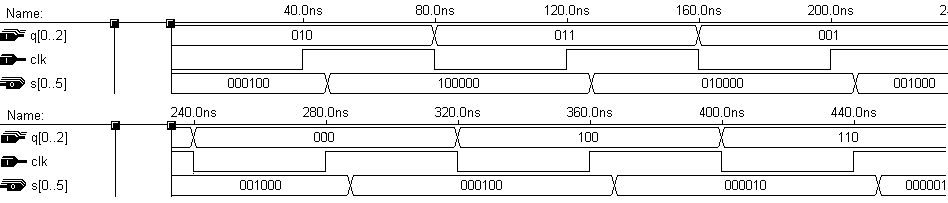 Name: 40.0ns 80.0ns 120.0ns 160.0ns 200.0ns 24
q[0..2] 010 011 001
clk
s[0..5] 000100 100000 010000 001000
Name: 240.0ns 280.0ns 320.0ns 360.0ns 400.0ns 440.0ns
q[0..2] 000 100 110
clk
s[0..5] 001000 000100 000010 000001